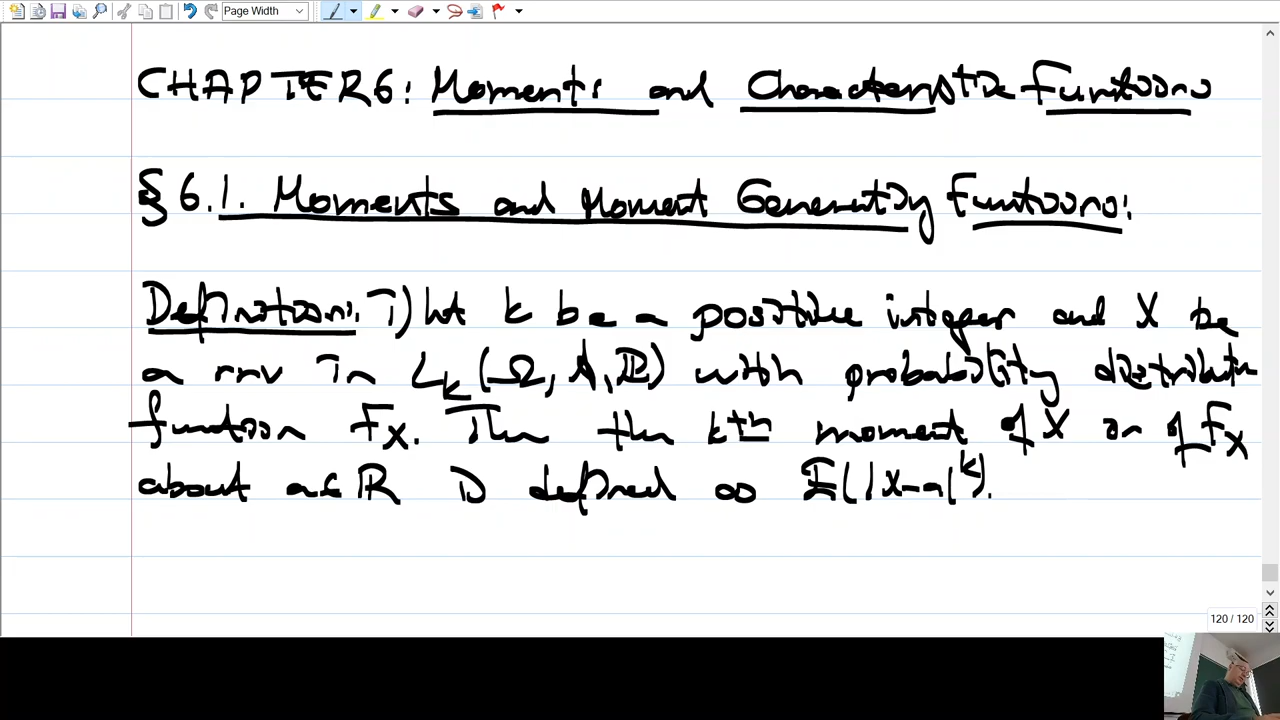 Page Width
CHAPTER 6: Moments and Characteristic Functions
§ 6.1. Moments and Moment Generating Functions:
Definition: i) Let k be a positive integer and X be
a rrv in L_k(Ω, A, ℙ) with probability distribution
function F_X. Then the kth moment of X or of F_X
about a∈ℝ is defined as 𝔼(|X-a|^k).
120 / 120